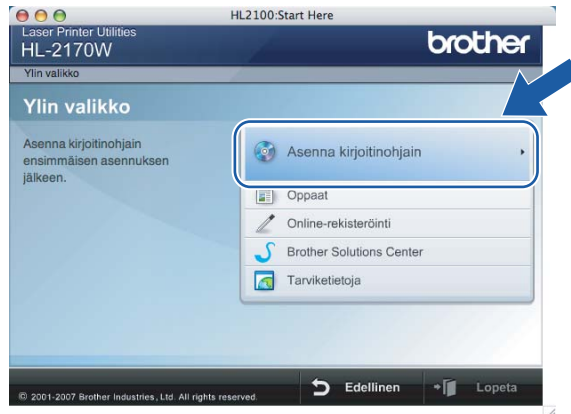 HL2100:Start Here
Laser Printer Utilities
HL-2170W
brother
Ylin valikko
Ylin valikko
Asenna kirjoitinohjain
ensimmäisen asennuksen
jälkeen.
Asenna kirjoitinohjain
Oppaat
Online-rekisteröinti
Brother Solutions Center
Tarviketietoja
© 2001-2007 Brother Industries, Ltd. All rights reserved.
Edellinen
Lopeta